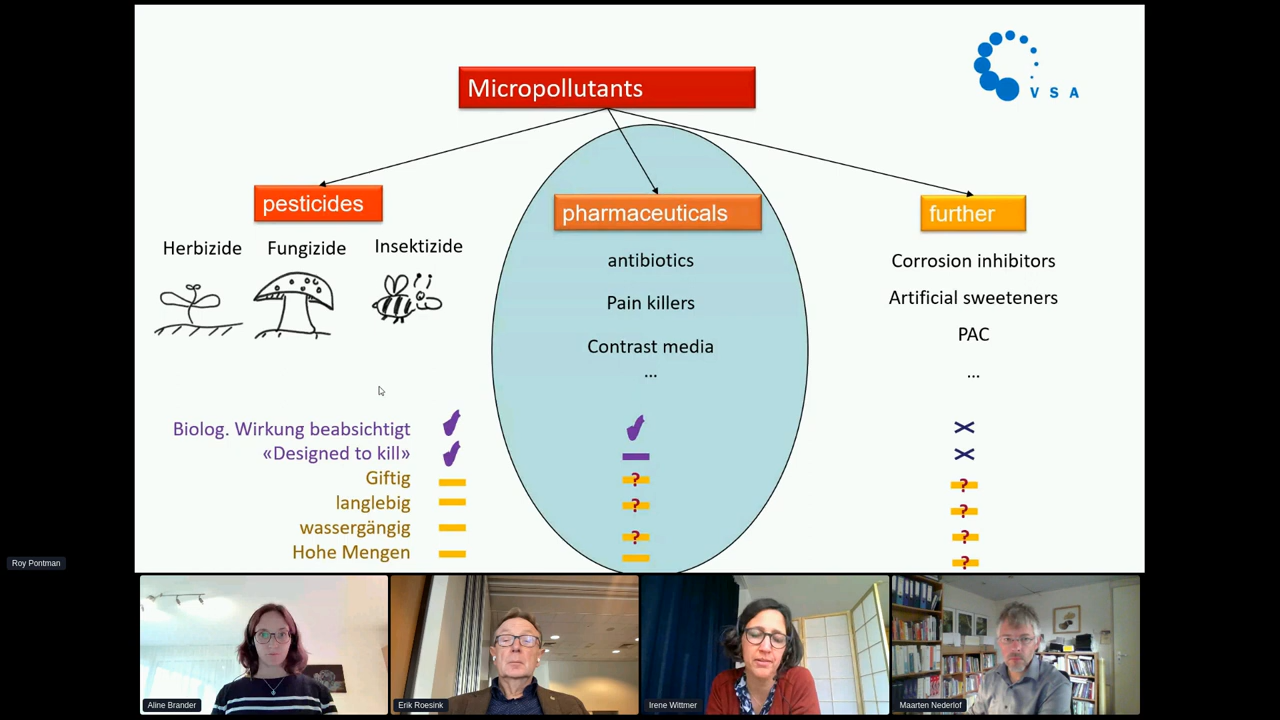 Micropollutants
VSA
pesticides
pharmaceuticals
further
Herbizide
Fungizide
Insektizide
antibiotics
Pain killers
Contrast media
...
Corrosion inhibitors
Artificial sweeteners
PAC
...
Biolog. Wirkung beabsichtigt
«Designed to kill»
Giftig
?
?
langlebig
?
?
wassergängig
?
?
Hohe Mengen
?
Roy Pontman
Aline Brander
Erik Roesink
Irene Wittmer
Maarten Nederlof